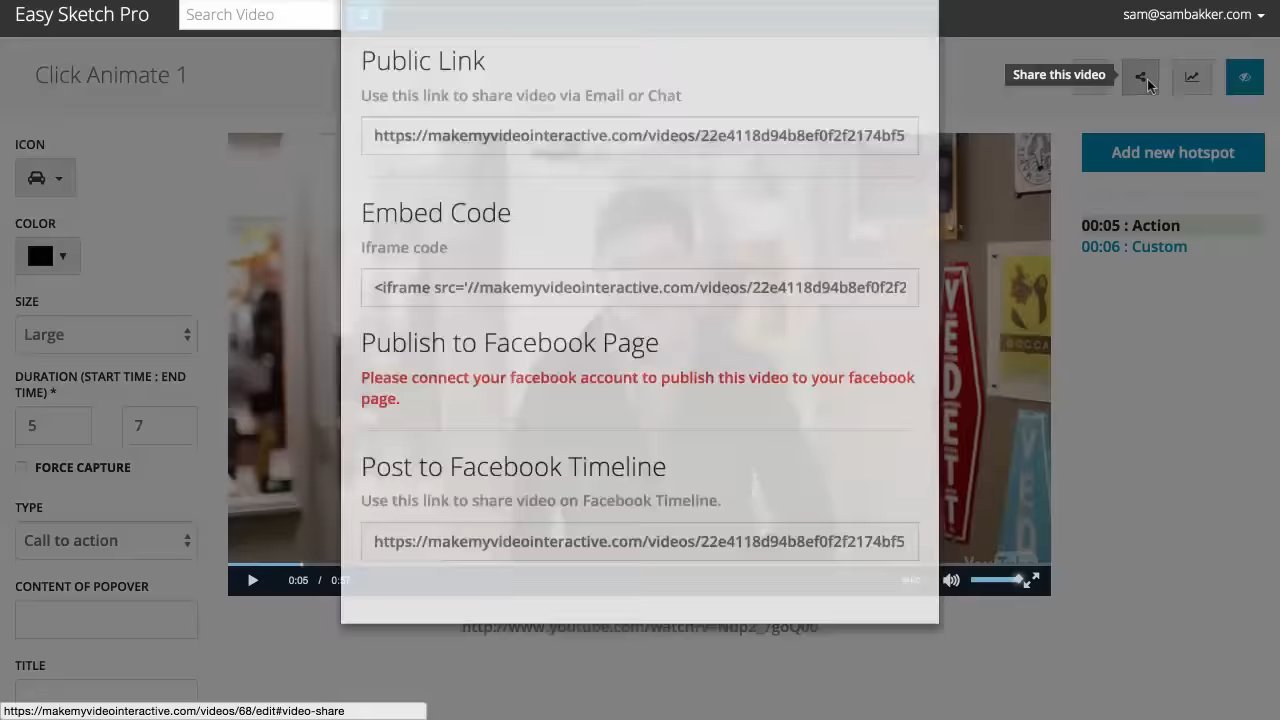 Easy Sketch Pro
Search Video
sam@sambakker.com
Click Animate 1
Share this video
Public Link
Use this link to share video via Email or Chat
https://makemyvideointeractive.com/videos/22e4118d94b8ef0f2f2174bf5
Embed Code
Iframe code
<iframe src='//makemyvideointeractive.com/videos/22e4118d94b8ef0f2f2
Publish to Facebook Page
Please connect your facebook account to publish this video to your facebook
page.
Post to Facebook Timeline
Use this link to share video on Facebook Timeline.
https://makemyvideointeractive.com/videos/22e4118d94b8ef0f2f2174bf5
ICON
COLOR
SIZE
Large
DURATION (START TIME : END
TIME) *
5 7
FORCE CAPTURE
TYPE
Call to action
CONTENT OF POPOVER
TITLE
0:05 / 0:57
Add new hotspot
00:05 : Action
00:06 : Custom
VEDETT
BOCCA
VED
YouTube
https://makemyvideointeractive.com/videos/68/edit#video-share